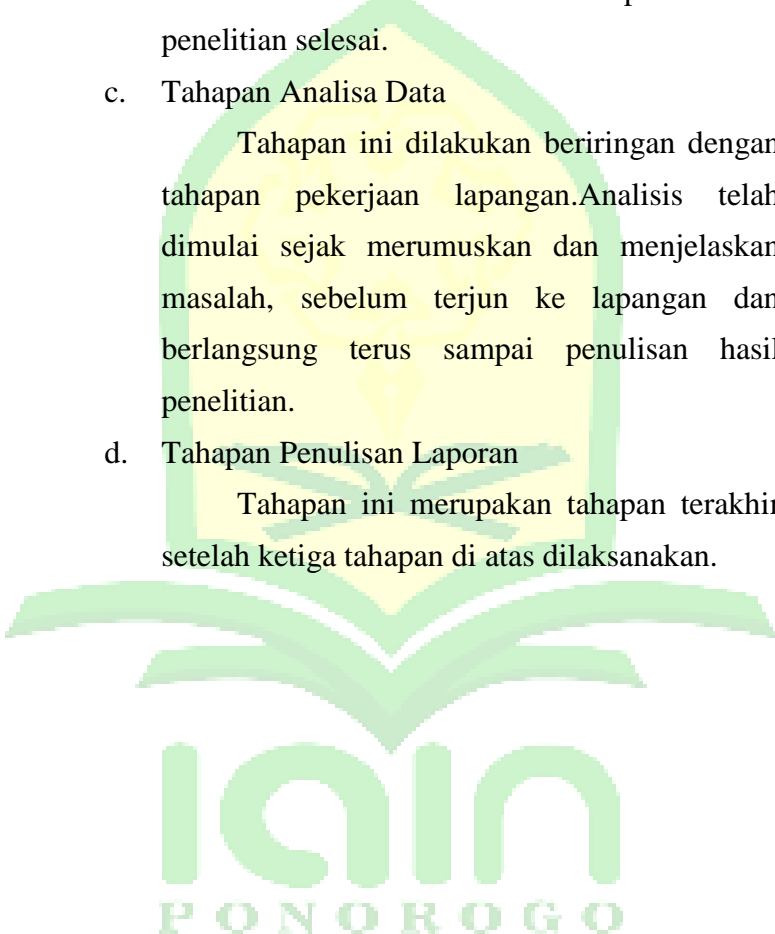 penelitian selesai.
c. Tahapan Analisa Data
Tahapan ini dilakukan beriringan dengan
tahapan pekerjaan lapangan.Analisis telah
dimulai sejak merumuskan dan menjelaskan
masalah, sebelum terjun ke lapangan dan
berlangsung terus sampai penulisan hasil
penelitian.
d. Tahapan Penulisan Laporan
Tahapan ini merupakan tahapan terakhir
setelah ketiga tahapan di atas dilaksanakan.
IAIN
PONOROGO